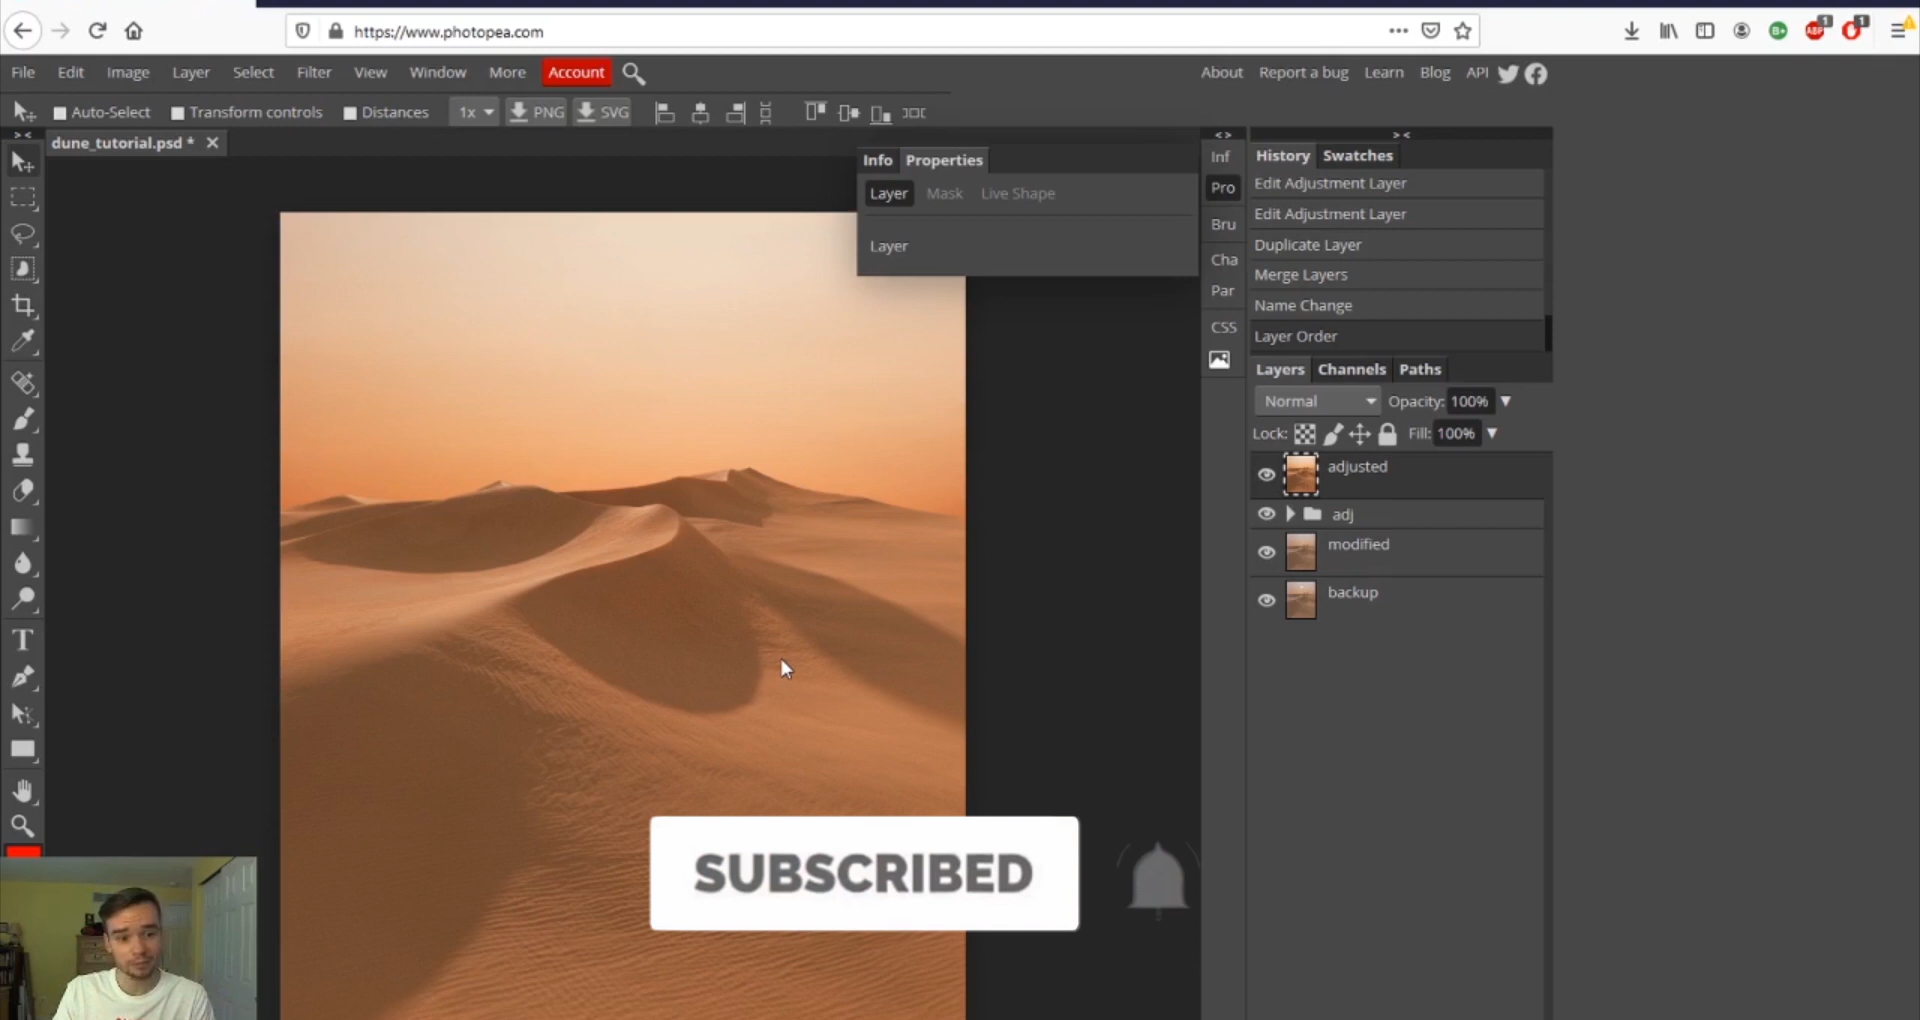 https://www.photopea.com
1
1
B+
ABP
File Edit Image Layer Select Filter View Window More Account
About Report a bug Learn Blog API
Auto-Select Transform controls Distances 1x PNG SVG
dune_tutorial.psd *
Info Properties
Layer Mask Live Shape
Layer
Inf
Pro
Bru
Cha
Par
CSS
History Swatches
Edit Adjustment Layer
Edit Adjustment Layer
Duplicate Layer
Merge Layers
Name Change
Layer Order
Layers Channels Paths
Normal Opacity: 100%
Lock: Fill: 100%
adjusted
adj
modified
backup
SUBSCRIBED